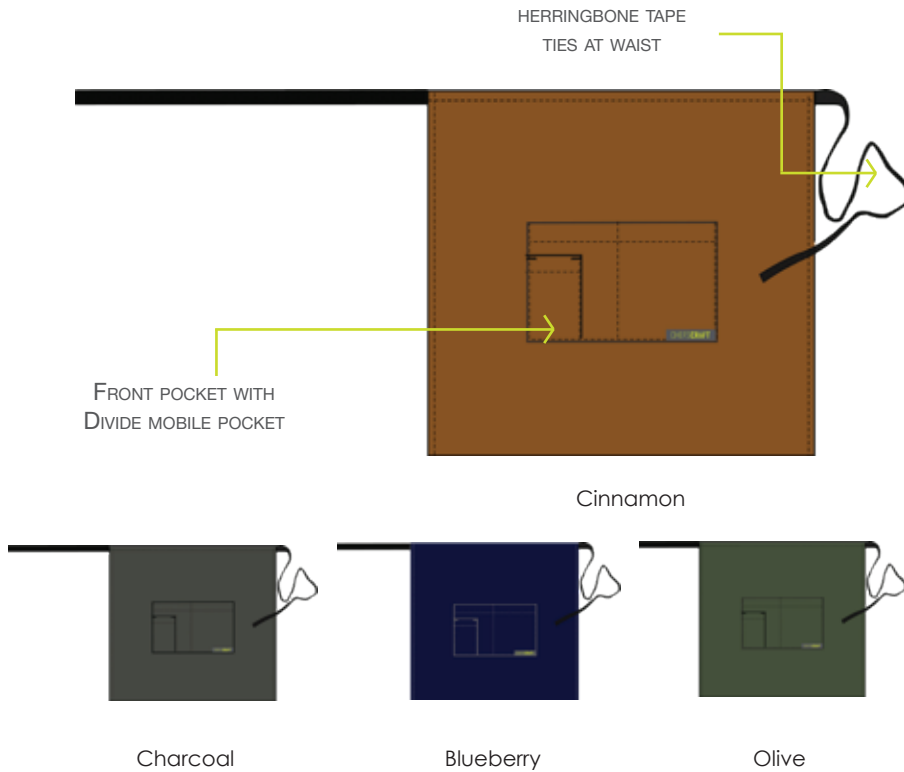 HERRINGBONE TAPE
TIES AT WAIST
FRONT POCKET WITH
DIVIDE MOBILE POCKET
Cinnamon
Charcoal
Blueberry
Olive